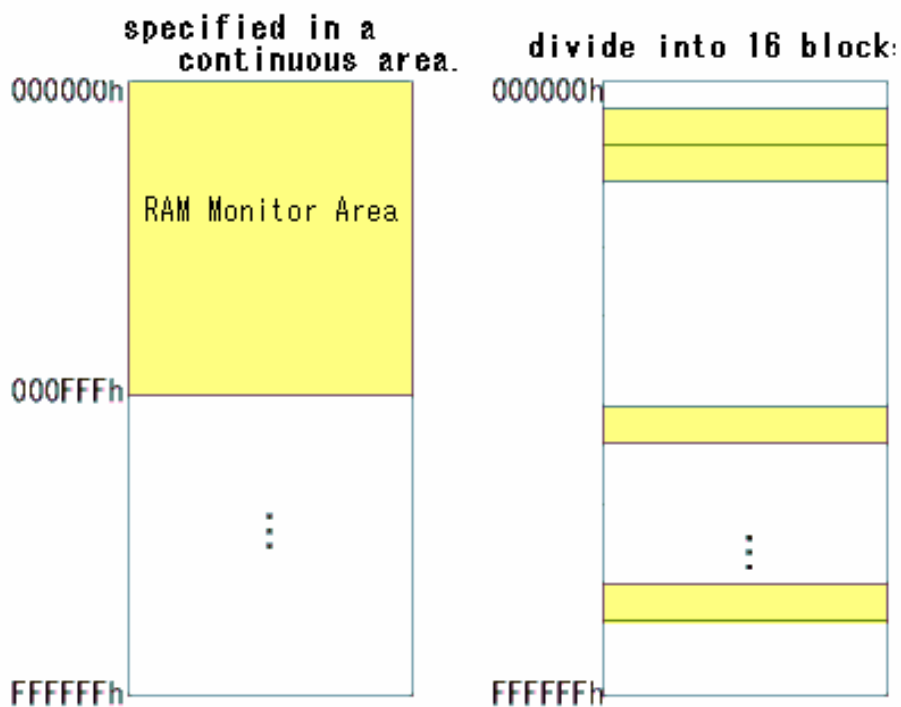 specified in a
continuous area.
000000h
RAM Monitor Area
000FFFh
FFFFFFh
divide into 16 block
000000h
FFFFFFh